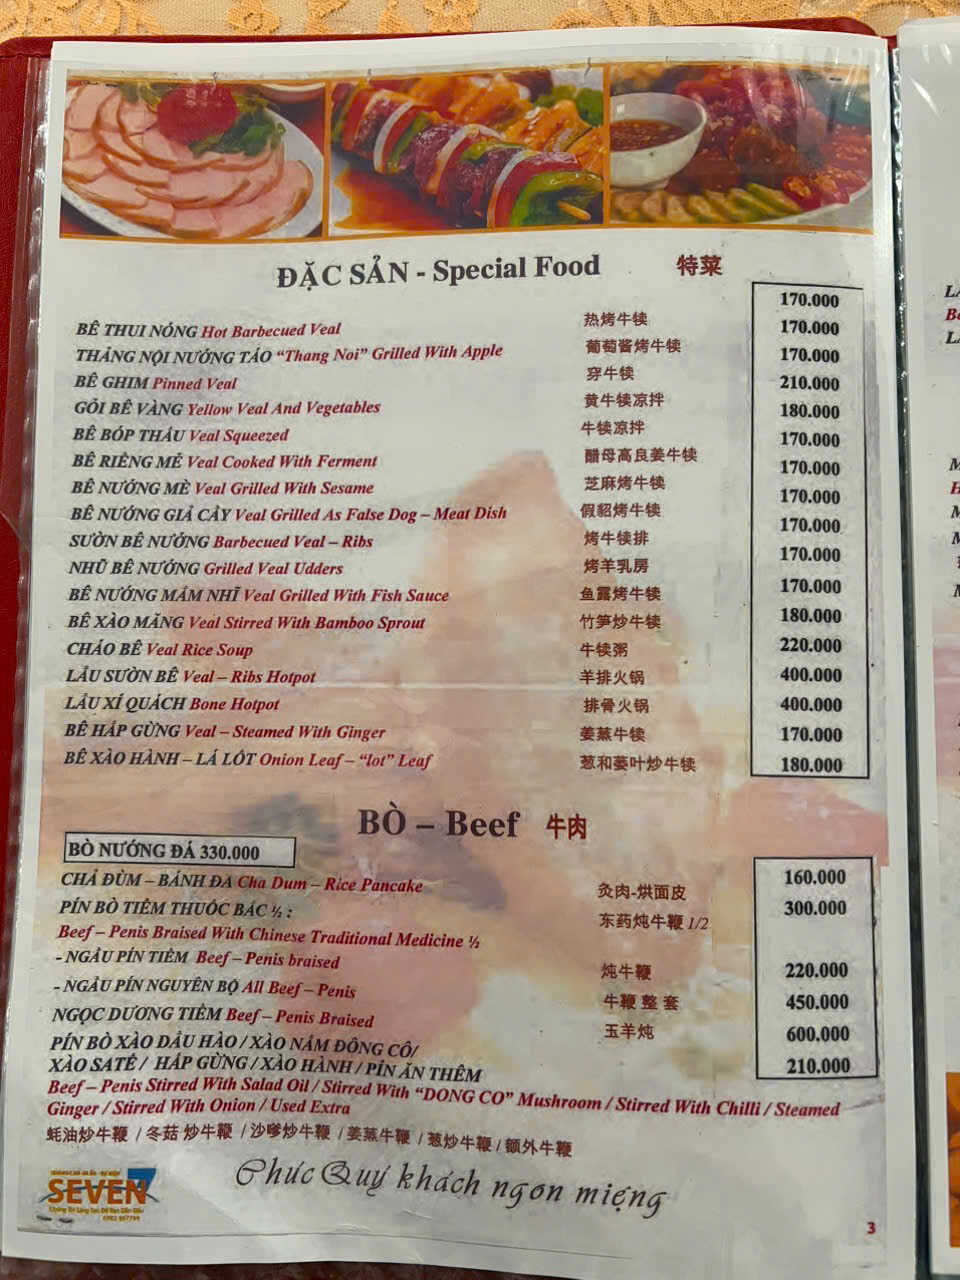 ĐẶC SẢN - Special Food 特菜
BÊ THUI NÓNG Hot Barbecued Veal 热烤牛犊 170.000
THĂNG NỘI NƯỚNG TÁO “Thang Noi” Grilled With Apple 葡萄酱烤牛犊 170.000
BÊ GHIM Pinned Veal 穿牛犊 170.000
GỎI BÊ VÀNG Yellow Veal And Vegetables 黄牛犊凉拌 210.000
BÊ BÓP THẤU Veal Squeezed 牛犊凉拌 180.000
BÊ RIỀNG MẺ Veal Cooked With Ferment 醋母高良姜牛犊 170.000
BÊ NƯỚNG MÈ Veal Grilled With Sesame 芝麻烤牛犊 170.000
BÊ NƯỚNG GIẢ CẦY Veal Grilled As False Dog – Meat Dish 假貂烤牛犊 170.000
SƯỜN BÊ NƯỚNG Barbecued Veal – Ribs 烤牛犊排 170.000
NHŨ BÊ NƯỚNG Grilled Veal Udders 烤羊乳房 170.000
BÊ NƯỚNG MẮM NHĨ Veal Grilled With Fish Sauce 鱼露烤牛犊 170.000
BÊ XÀO MĂNG Veal Stirred With Bamboo Sprout 竹笋炒牛犊 180.000
CHÁO BÊ Veal Rice Soup 牛犊粥 220.000
LẨU SƯỜN BÊ Veal – Ribs Hotpot 羊排火锅 400.000
LẨU XÍ QUÁCH Bone Hotpot 排骨火锅 400.000
BÊ HẤP GỪNG Veal – Steamed With Ginger 姜蒸牛犊 170.000
BÊ XÀO HÀNH – LÁ LỐT Onion Leaf – “lot” Leaf 葱和蒌叶炒牛犊 180.000
BÒ – Beef 牛肉
BÒ NƯỚNG ĐÁ 330.000
CHẢ ĐÙM – BÁNH ĐA Cha Dum – Rice Pancake 灸肉-烘面皮 160.000
PÍN BÒ TIỀM THUỐC BẮC ½ : 东药炖牛鞭 1/2 300.000
Beef – Penis Braised With Chinese Traditional Medicine ½
- NGẦU PÍN TIỀM Beef – Penis braised 炖牛鞭 220.000
- NGẦU PÍN NGUYÊN BỘ All Beef – Penis 牛鞭 整 套 450.000
NGỌC DƯƠNG TIỀM Beef – Penis Braised 玉羊炖 600.000
PÍN BÒ XÀO DẦU HÀO / XÀO NẤM ĐÔNG CÔ/ 210.000
XÀO SATẾ / HẤP GỪNG / XÀO HÀNH / PÍN ĂN THÊM
Beef – Penis Stirred With Salad Oil / Stirred With “DONG CO” Mushroom / Stirred With Chilli / Steamed
Ginger / Stirred With Onion / Used Extra
蚝油炒牛鞭 / 冬菇 炒牛鞭 / 沙嗲炒牛鞭 / 姜蒸牛鞭 / 葱炒牛鞭 / 额外牛鞭
Chúc Quý khách ngon miệng
SEVEN 7
3